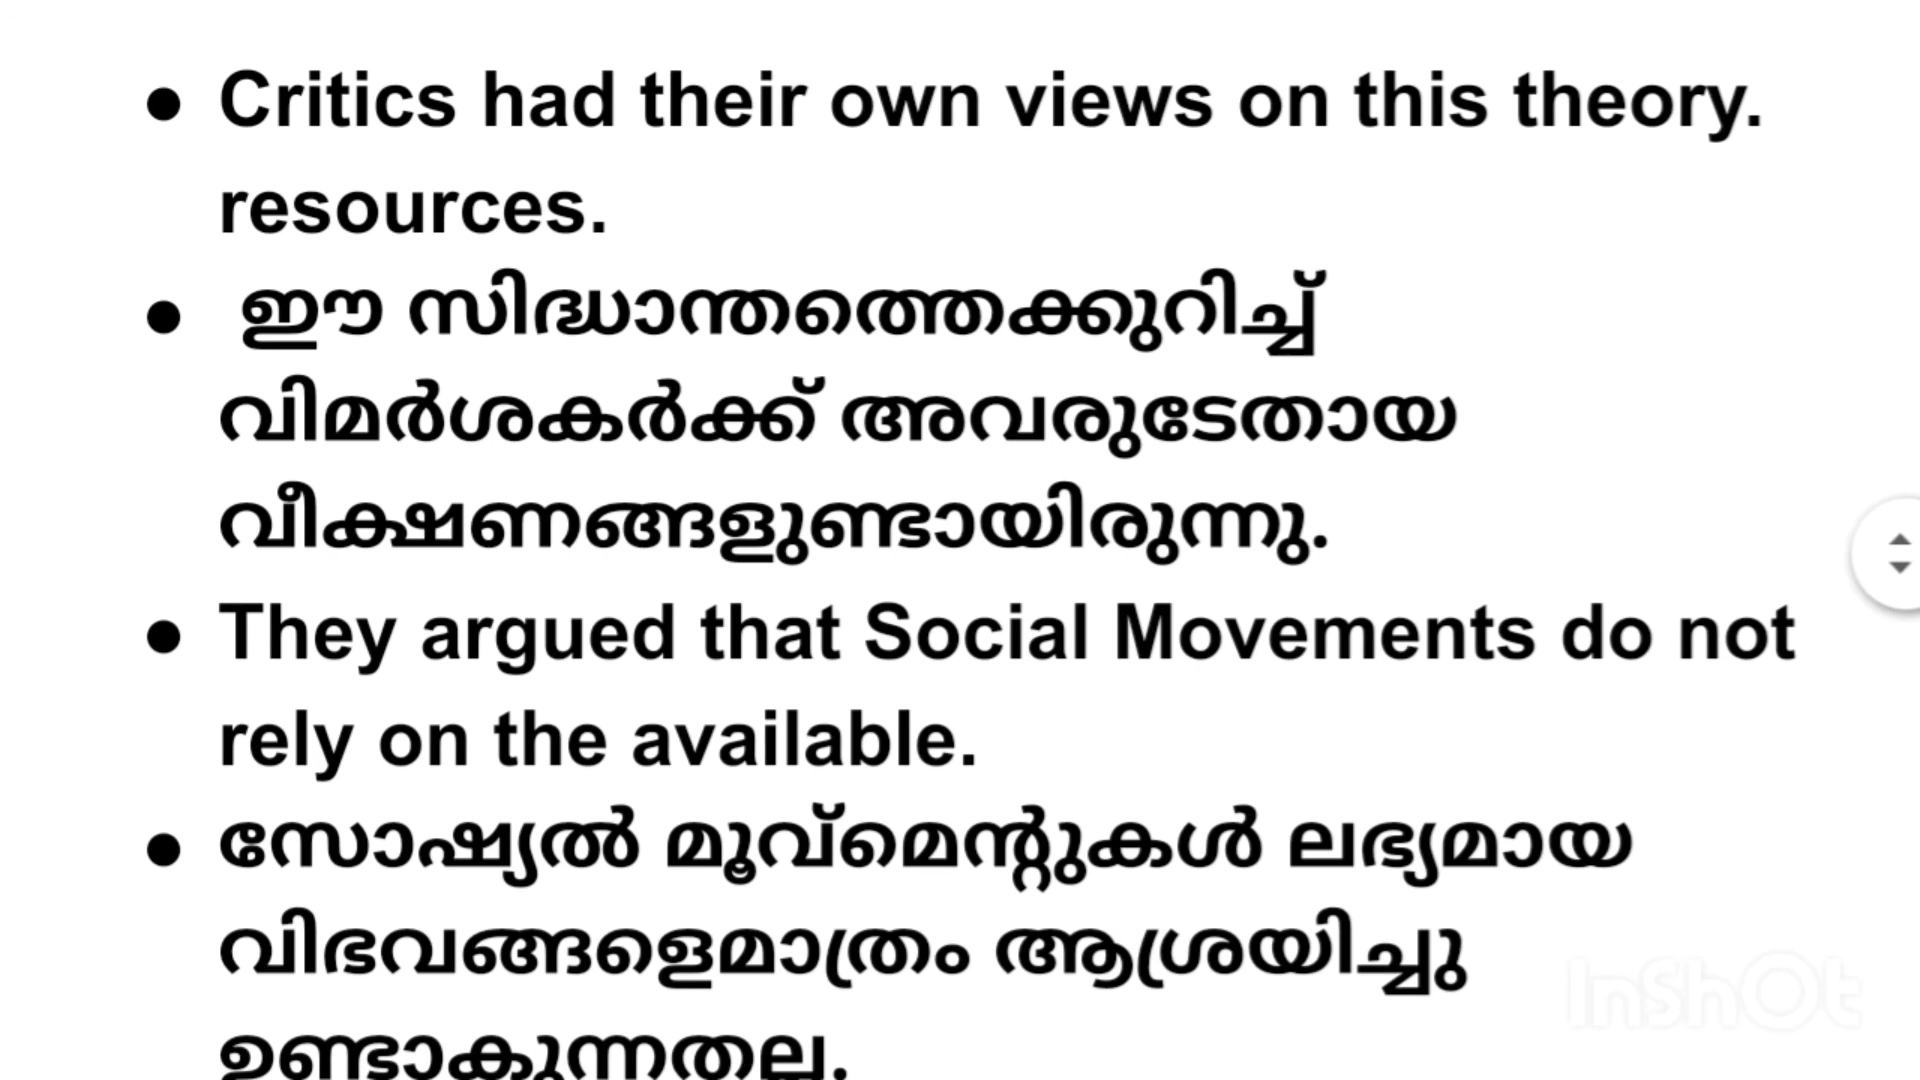 ● Critics had their own views on this theory.
resources.
● ഈ സിദ്ധാന്തത്തെക്കുറിച്ച്
വിമർശകർക്ക് അവരുടേതായ
വീക്ഷണങ്ങളുണ്ടായിരുന്നു.
● They argued that Social Movements do not
rely on the available.
● സോഷ്യൽ മൂവ്മെന്റുകൾ ലഭ്യമായ
വിഭവങ്ങളെമാത്രം ആശ്രയിച്ചു
ഉണ്ടാകുന്നതല്ല.
InShOt